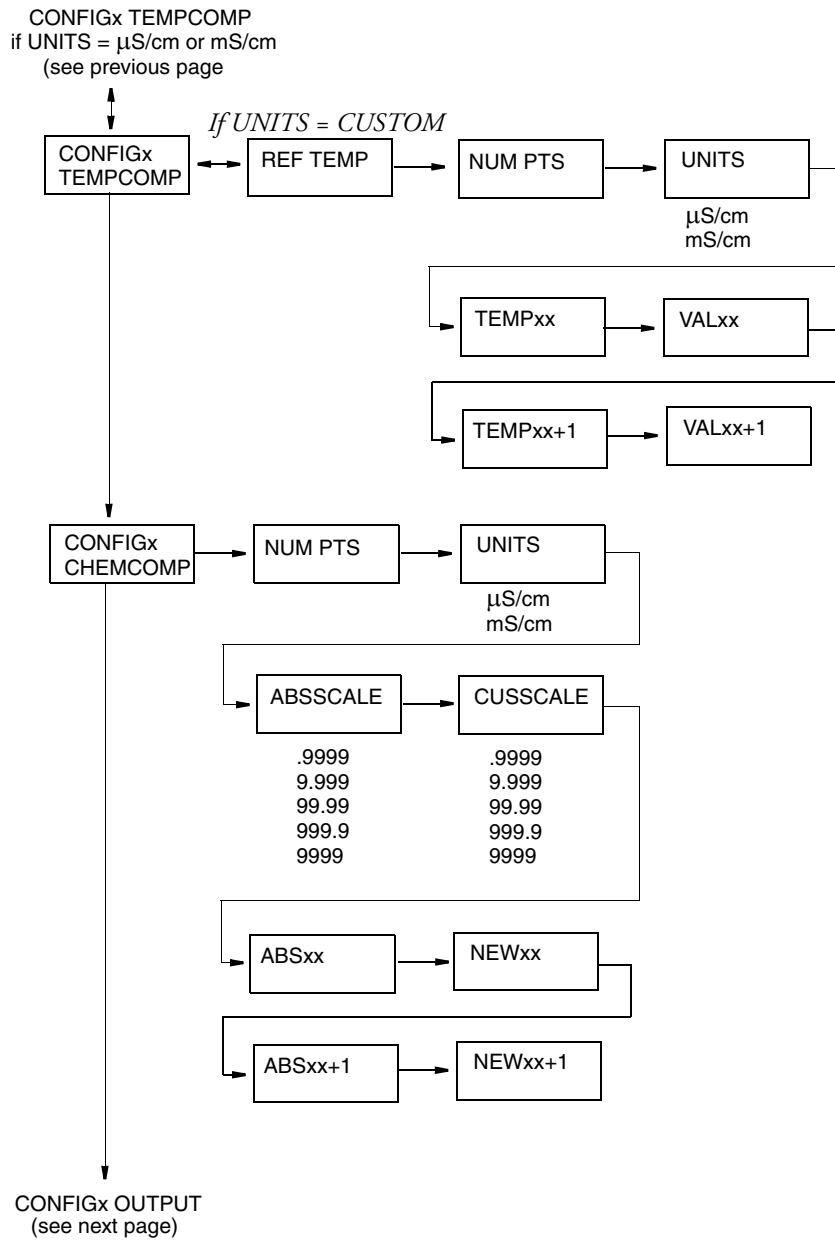 CONFIGx TEMPCOMP
if UNITS = μS/cm or mS/cm
(see previous page
If UNITS = CUSTOM
CONFIGx
TEMPCOMP
REF TEMP
NUM PTS
UNITS
μS/cm
mS/cm
TEMPxx
VALxx
TEMPxx+1
VALxx+1
CONFIGx
CHEMCOMP
NUM PTS
UNITS
μS/cm
mS/cm
ABSSCALE
CUSSCALE
.9999
9.999
99.99
999.9
9999
.9999
9.999
99.99
999.9
9999
ABSxx
NEWxx
ABSxx+1
NEWxx+1
CONFIGx OUTPUT
(see next page)